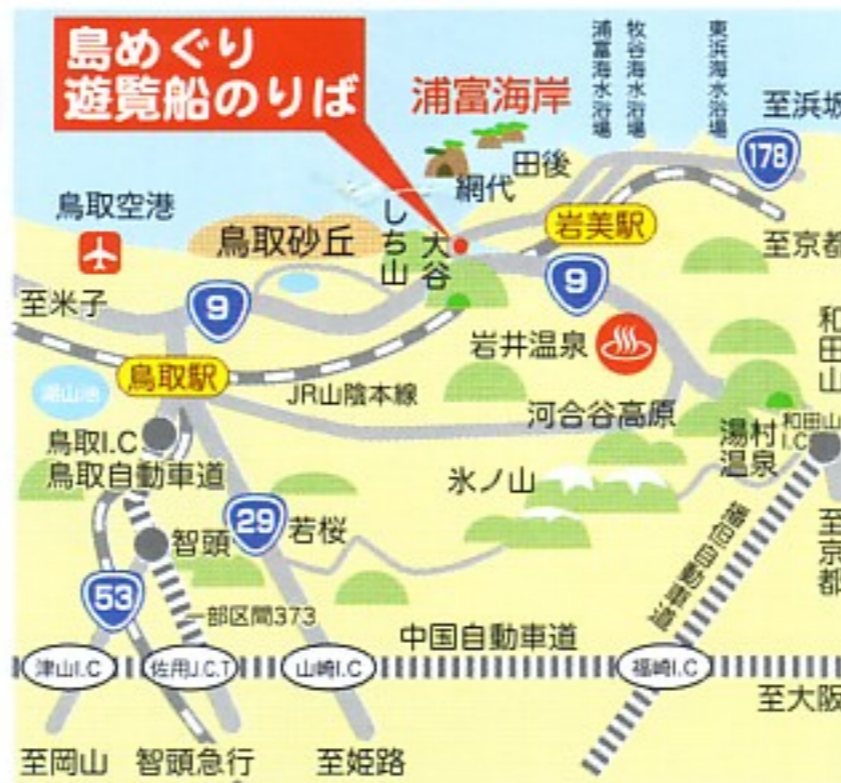 島めぐり
遊覧船のりば
浦富海岸
浦富海水浴場
牧谷海水浴場
東浜海水浴場
至浜坂
178
田後
網代
鳥取空港
しち山
大谷
岩美駅
鳥取砂丘
至京都
9
9
至米子
岩井温泉
和田山
鳥取駅
JR山陰本線
湖山池
河合谷高原
湯村
温泉
和田山
I.C
鳥取I.C
鳥取自動車道
氷ノ山
29
若桜
智頭
播但自動車道
至京都
53
一部区間373
中国自動車道
津山I.C
佐用J.C.T
山崎I.C
福崎I.C
至大阪
至岡山
智頭急行
至姫路